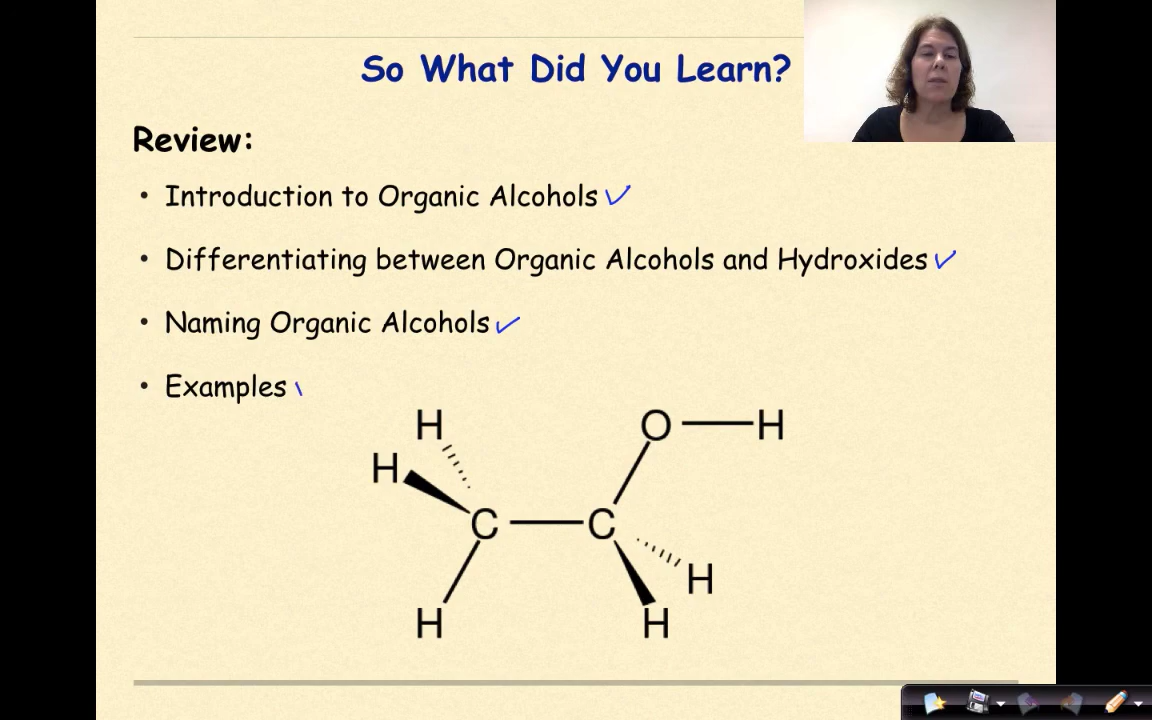 So What Did You Learn?
Review:
• Introduction to Organic Alcohols ✓
• Differentiating between Organic Alcohols and Hydroxides ✓
• Naming Organic Alcohols ✓
• Examples
H
O H
H
C C
H
H H